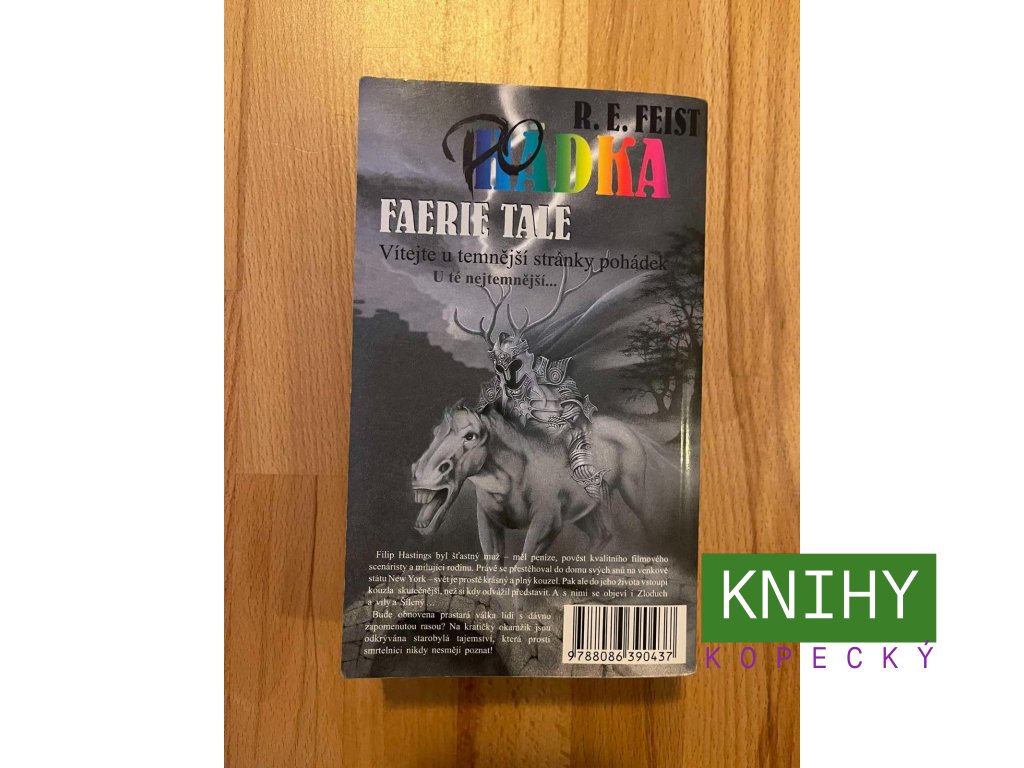 R. E. FEIST
POHÁDKA
FAERIE TALE
Vítejte u temnější stránky pohádek
U té nejtemnější...
Filip Hastings byl šťastný muž – měl peníze, pověst kvalitního filmového
scenáristy a milující rodinu. Právě se přestěhoval do domu svých snů na venkově
státu New York – svět je prostě krásný a plný kouzel. Pak ale do jeho života vstoupí
kouzla skutečnější, než si kdy odvážil představit. A s nimi se objeví i Zloduch
a víly a Šílený ...
Bude obnovena prastará válka lidí s dávno
zapomenutou rasou? Na kratičký okamžik jsou
odkrývána starobylá tajemství, která prostí
smrtelníci nikdy nesmějí poznat!
9788086 390437
KNIHY
KOPECKÝ